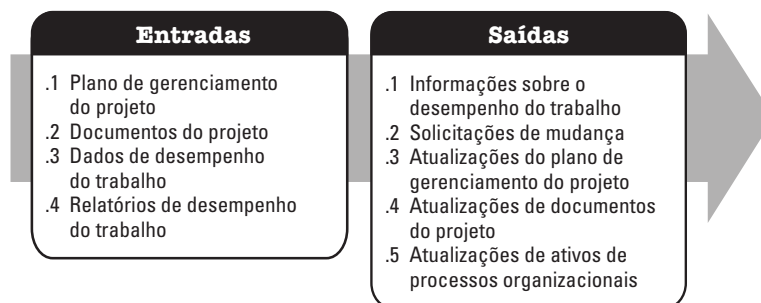 Entradas
.1 Plano de gerenciamento
do projeto
.2 Documentos do projeto
.3 Dados de desempenho
do trabalho
.4 Relatórios de desempenho
do trabalho
Saídas
.1 Informações sobre o
desempenho do trabalho
.2 Solicitações de mudança
.3 Atualizações do plano de
gerenciamento do projeto
.4 Atualizações de documentos
do projeto
.5 Atualizações de ativos de
processos organizacionais